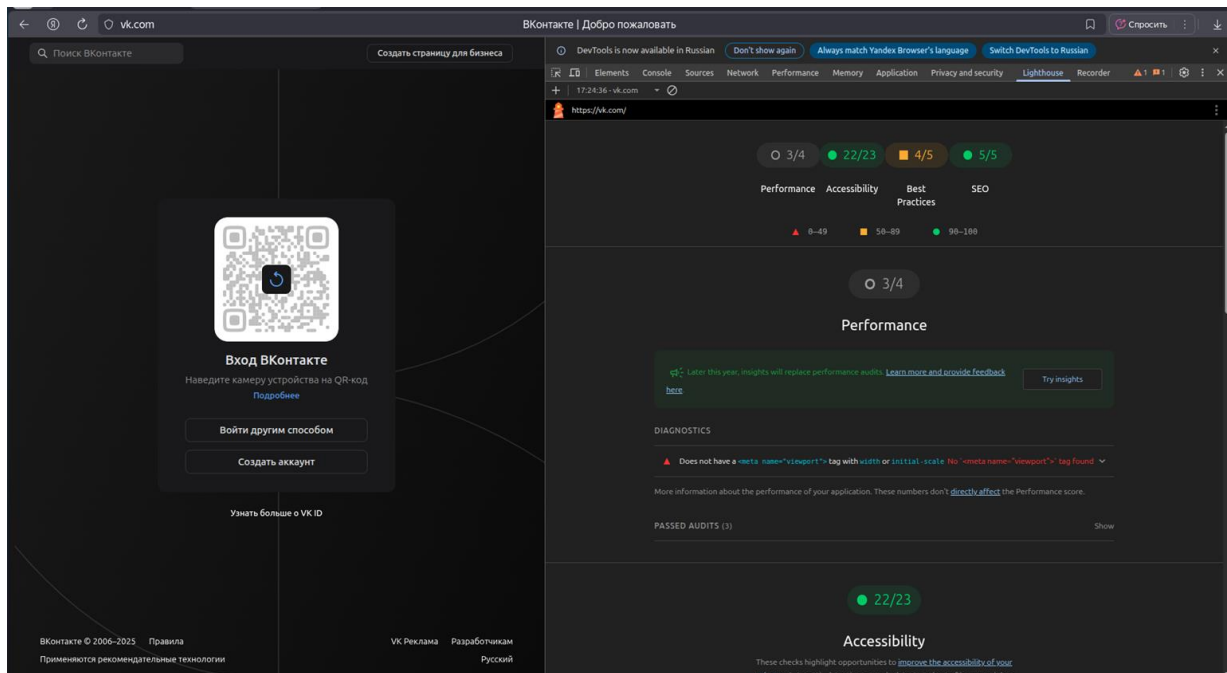 vk.com
ВКонтакте | Добро пожаловать
Спросить
Поиск ВКонтакте
Создать страницу для бизнеса
Вход ВКонтакте
Наведите камеру устройства на QR-код
Подробнее
Войти другим способом
Создать аккаунт
Узнать больше о VK ID
ВКонтакте © 2006–2025 Правила
VK Реклама Разработчикам
Применяются рекомендательные технологии
Русский
DevTools is now available in Russian Don't show again Always match Yandex Browser's language Switch DevTools to Russian
Elements Console Sources Network Performance Memory Application Privacy and security Lighthouse Recorder 1 1
17:24:36 - vk.com
https://vk.com/
3/4 22/23 4/5 5/5
Performance Accessibility Best Practices SEO
0–49 50–89 90–100
3/4
Performance
Later this year, insights will replace performance audits. Learn more and provide feedback
here.
Try insights
DIAGNOSTICS
Does not have a <meta name="viewport"> tag with width or initial-scale No `<meta name="viewport">` tag found
More information about the performance of your application. These numbers don't directly affect the Performance score.
PASSED AUDITS (3)
Show
22/23
Accessibility
These checks highlight opportunities to improve the accessibility of your